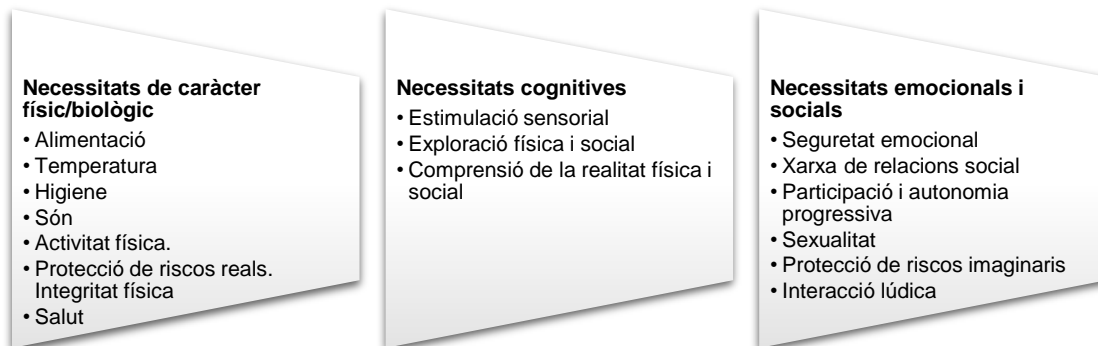 Necessitats de caràcter
físic/biològic
• Alimentació
• Temperatura
• Higiene
• Són
• Activitat física.
• Protecció de riscos reals.
Integritat física
• Salut
Necessitats cognitives
• Estimulació sensorial
• Exploració física i social
• Comprensió de la realitat física i
social
Necessitats emocionals i
socials
• Seguretat emocional
• Xarxa de relacions social
• Participació i autonomia
progressiva
• Sexualitat
• Protecció de riscos imaginaris
• Interacció lúdica